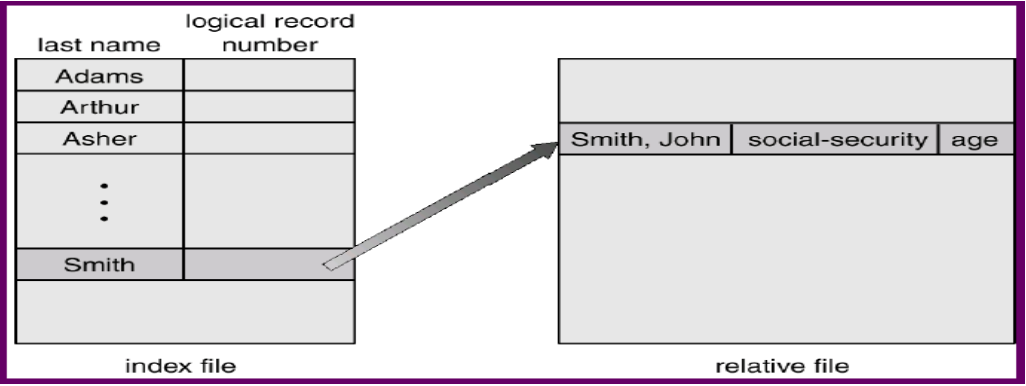 logical record
last name number
Adams
Arthur
Asher
Smith
index file
Smith, John social-security age
relative file